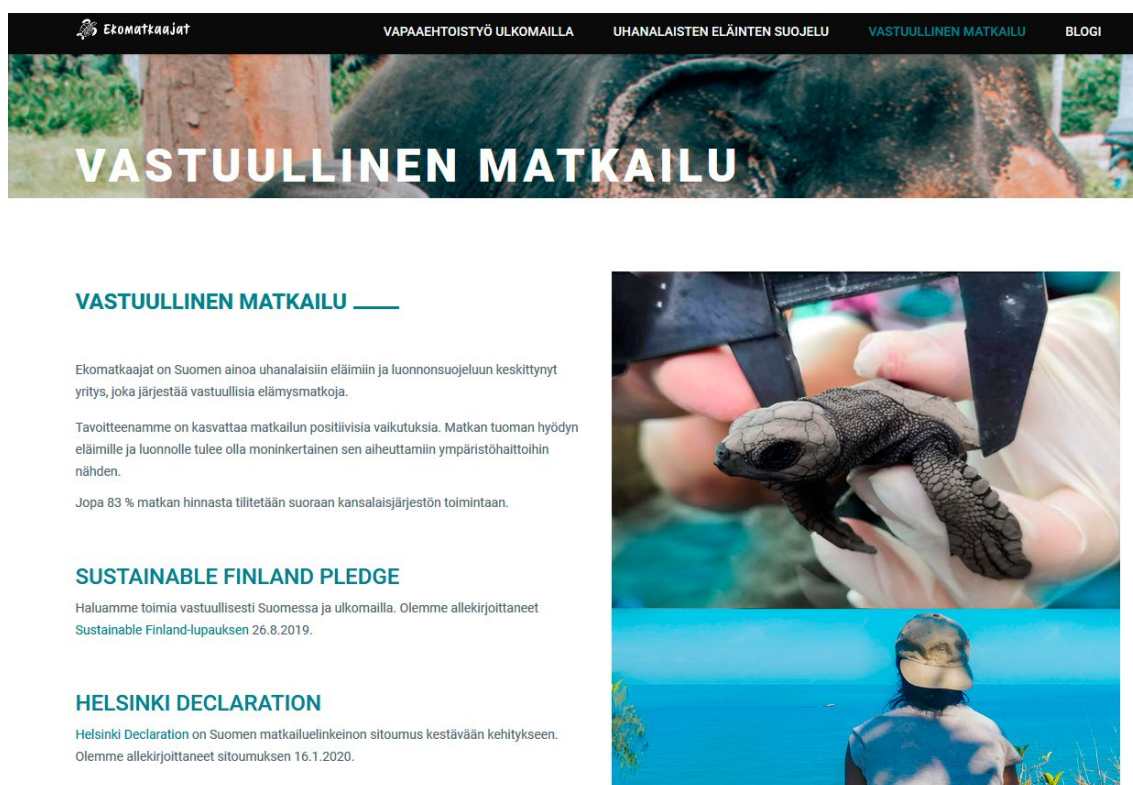 Ekomatkaajat
VAPAAEHTOISTYÖ ULKOMAILLA
UHANALAISTEN ELÄINTEN SUOJELU
VASTUULLINEN MATKAILU
BLOGI
VASTUULLINEN MATKAILU
VASTUULLINEN MATKAILU
Ekomatkaajat on Suomen ainoa uhanalaisiin eläimiin ja luonnonsuojeluun keskittynyt
yritys, joka järjestää vastuullisia elämysmatkoja.
Tavoitteenamme on kasvattaa matkailun positiivisia vaikutuksia. Matkan tuoman hyödyn
eläimille ja luonnolle tulee olla moninkertainen sen aiheuttamiin ympäristöhaittoihin
nähden.
Jopa 83 % matkan hinnasta tilitetään suoraan kansalaisjärjestön toimintaan.
SUSTAINABLE FINLAND PLEDGE
Haluamme toimia vastuullisesti Suomessa ja ulkomailla. Olemme allekirjoittaneet
Sustainable Finland-lupauksen 26.8.2019.
HELSINKI DECLARATION
Helsinki Declaration on Suomen matkailuelinkeinon sitoumus kestävään kehitykseen.
Olemme allekirjoittaneet sitoumuksen 16.1.2020.